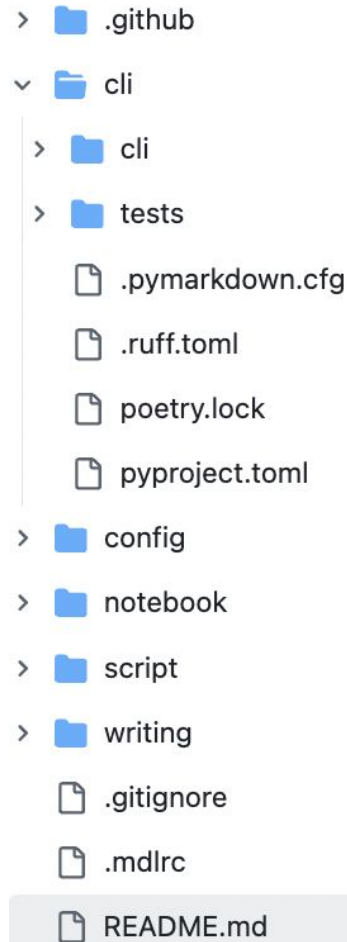 .github
cli
cli
tests
.pymarkdown.cfg
.ruff.toml
poetry.lock
pyproject.toml
config
notebook
script
writing
.gitignore
.mdlrc
README.md